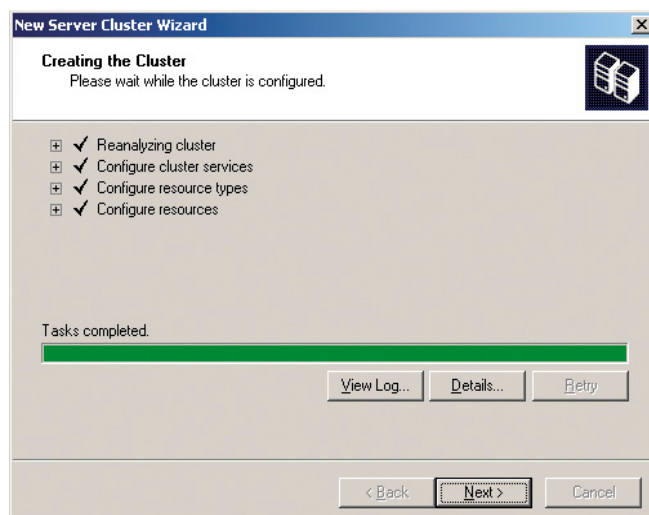 New Server Cluster Wizard
Creating the Cluster
Please wait while the cluster is configured.
Reanalyzing cluster
Configure cluster services
Configure resource types
Configure resources
Tasks completed.
View Log... Details... Retry
< Back Next > Cancel